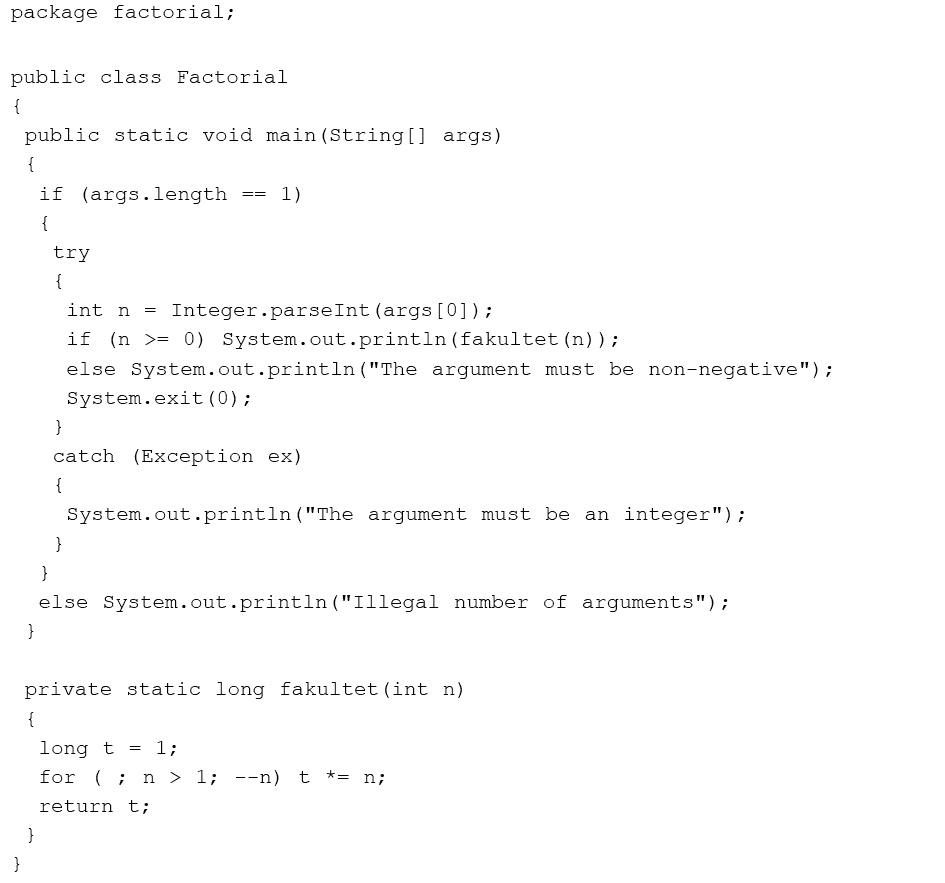 package factorial;

public class Factorial
{
 public static void main(String[] args)
 {
  if (args.length == 1)
  {
   try
   {
    int n = Integer.parseInt(args[0]);
    if (n >= 0) System.out.println(fakultet(n));
    else System.out.println("The argument must be non-negative");
    System.exit(0);
   }
   catch (Exception ex)
   {
    System.out.println("The argument must be an integer");
   }
  }
  else System.out.println("Illegal number of arguments");
 }

 private static long fakultet(int n)
 {
  long t = 1;
  for ( ; n > 1; --n) t *= n;
  return t;
 }
}